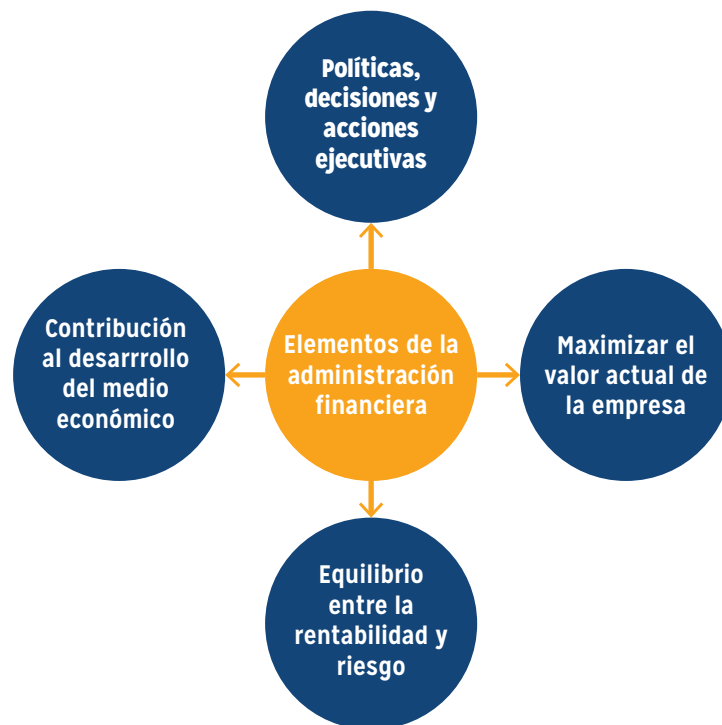 Políticas,
decisiones y
acciones
ejecutivas
Contribución
al desarrrollo
del medio
económico
Elementos de la
administración
financiera
Maximizar el
valor actual de
la empresa
Equilibrio
entre la
rentabilidad y
riesgo